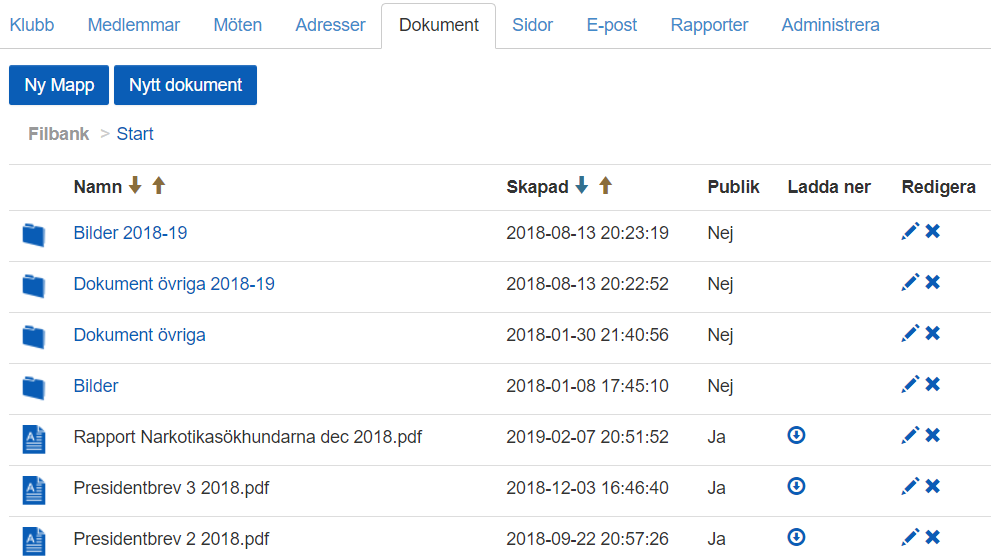 Klubb Medlemmar Möten Adresser Dokument Sidor E-post Rapporter Administrera
Ny Mapp Nytt dokument
Filbank > Start
Namn Skapad Publik Ladda ner Redigera
Bilder 2018-19 2018-08-13 20:23:19 Nej
Dokument övriga 2018-19 2018-08-13 20:22:52 Nej
Dokument övriga 2018-01-30 21:40:56 Nej
Bilder 2018-01-08 17:45:10 Nej
Rapport Narkotikasökhundarna dec 2018.pdf 2019-02-07 20:51:52 Ja
Presidentbrev 3 2018.pdf 2018-12-03 16:46:40 Ja
Presidentbrev 2 2018.pdf 2018-09-22 20:57:26 Ja